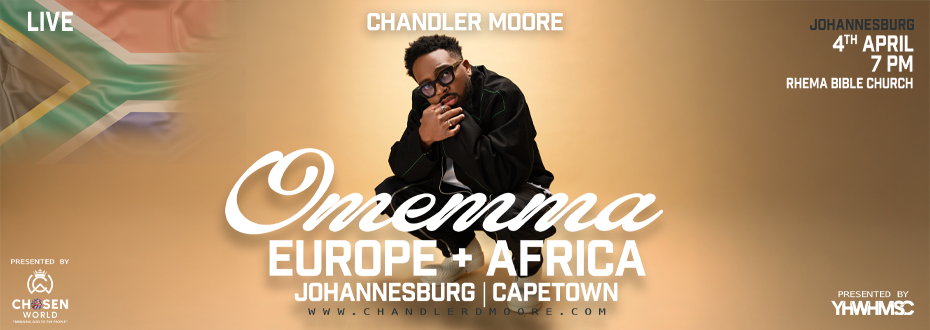 LIVE
CHANDLER MOORE
JOHANNESBURG
4TH APRIL
7 PM
RHEMA BIBLE CHURCH
Omemma
EUROPE + AFRICA
JOHANNESBURG | CAPETOWN
WWW.CHANDLERDMOORE.COM
PRESENTED BY
CHOSEN
WORLD
PRESENTED BY
YHWHMSC